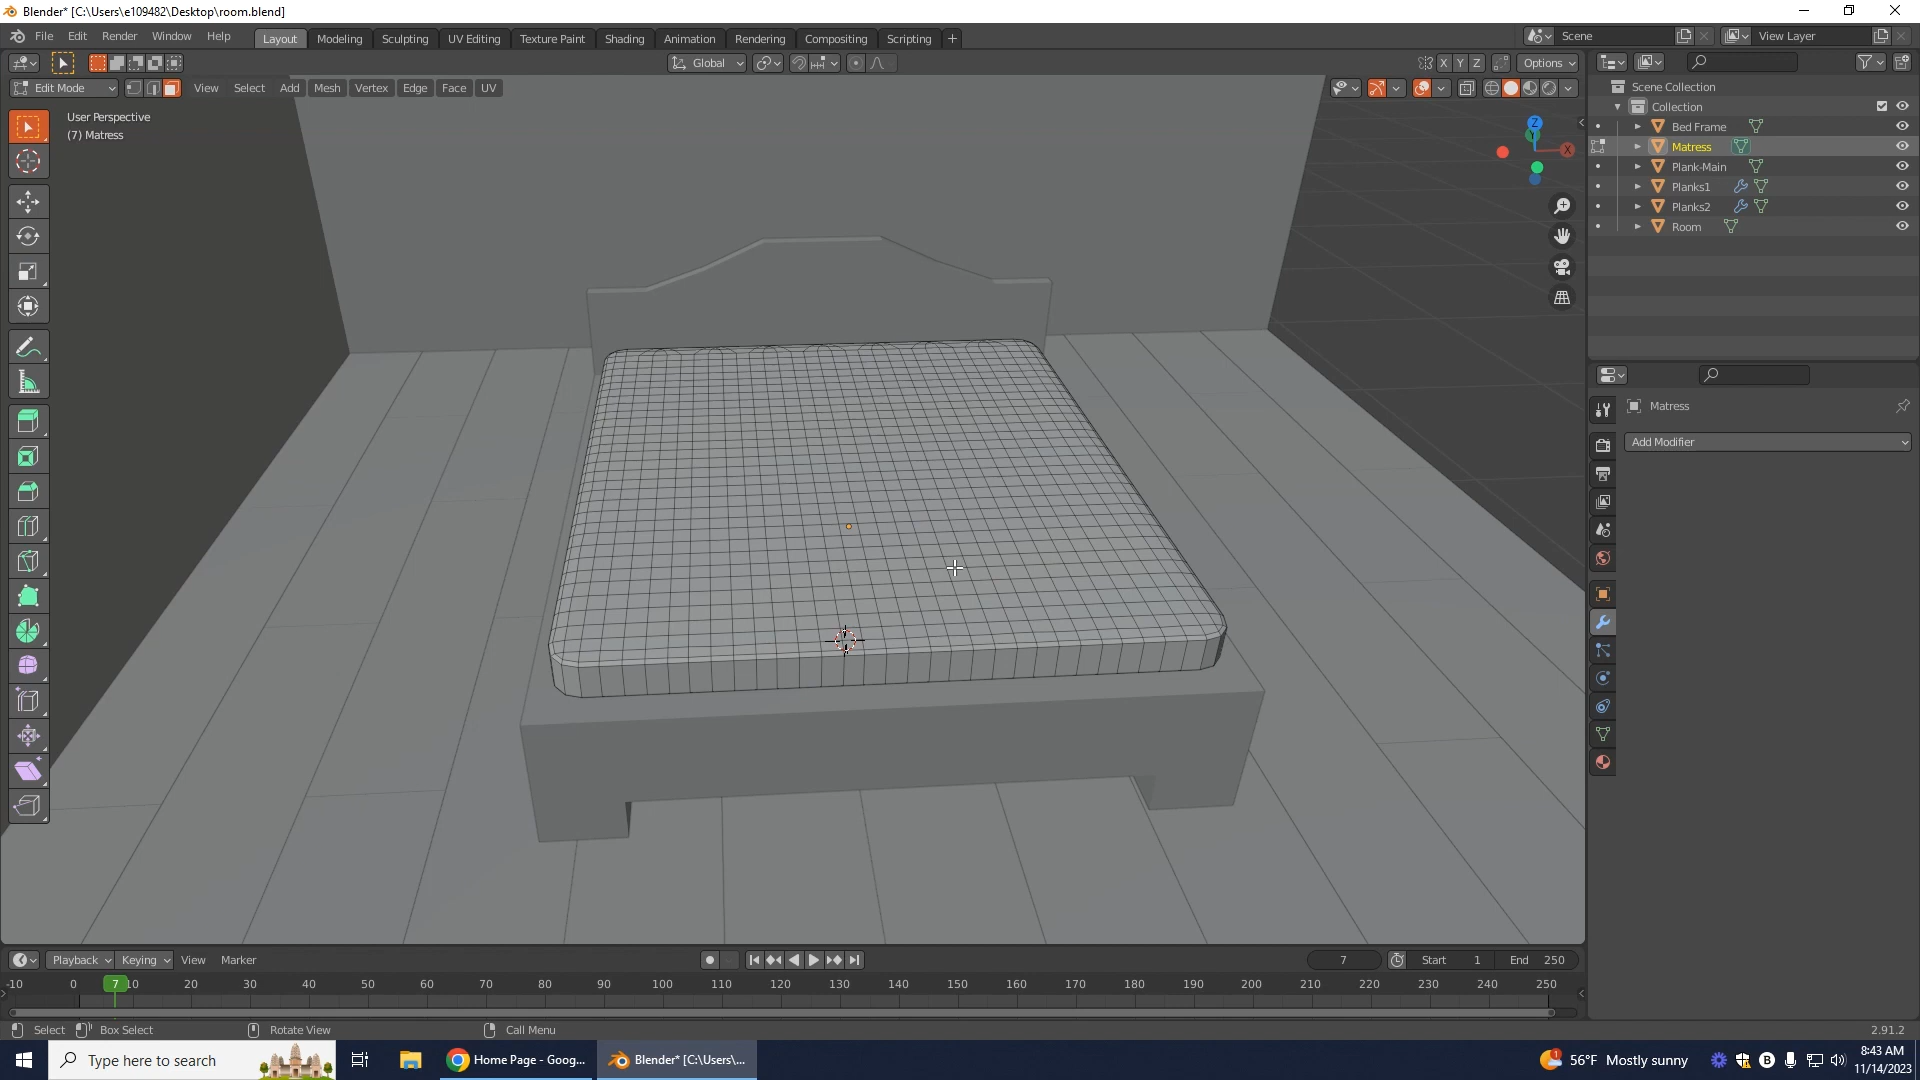 Blender* [C:\Users\e109482\Desktop\room.blend]
File Edit Render Window Help Layout Modeling Sculpting UV Editing Texture Paint Shading Animation Rendering Compositing Scripting Scene View Layer
Global X Y Z Options
Edit Mode View Select Add Mesh Vertex Edge Face UV
User Perspective
(7) Matress
Z
Y
X
Scene Collection
Collection
Bed Frame
Matress
Plank-Main
Planks1
Planks2
Room
Matress
Add Modifier
Playback Keying View Marker 7 Start 1 End 250
-10 0 7 10 20 30 40 50 60 70 80 90 100 110 120 130 140 150 160 170 180 190 200 210 220 230 240 250
Select Box Select Rotate View Call Menu 2.91.2
Type here to search Home Page - Goog... Blender* [C:\Users\... 1 56°F Mostly sunny 8:43 AM
11/14/2023